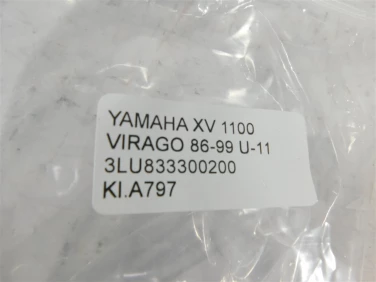 YAMAHA XV 1100
VIRAGO 86-99 U-11
3LU833300200
KI.A797